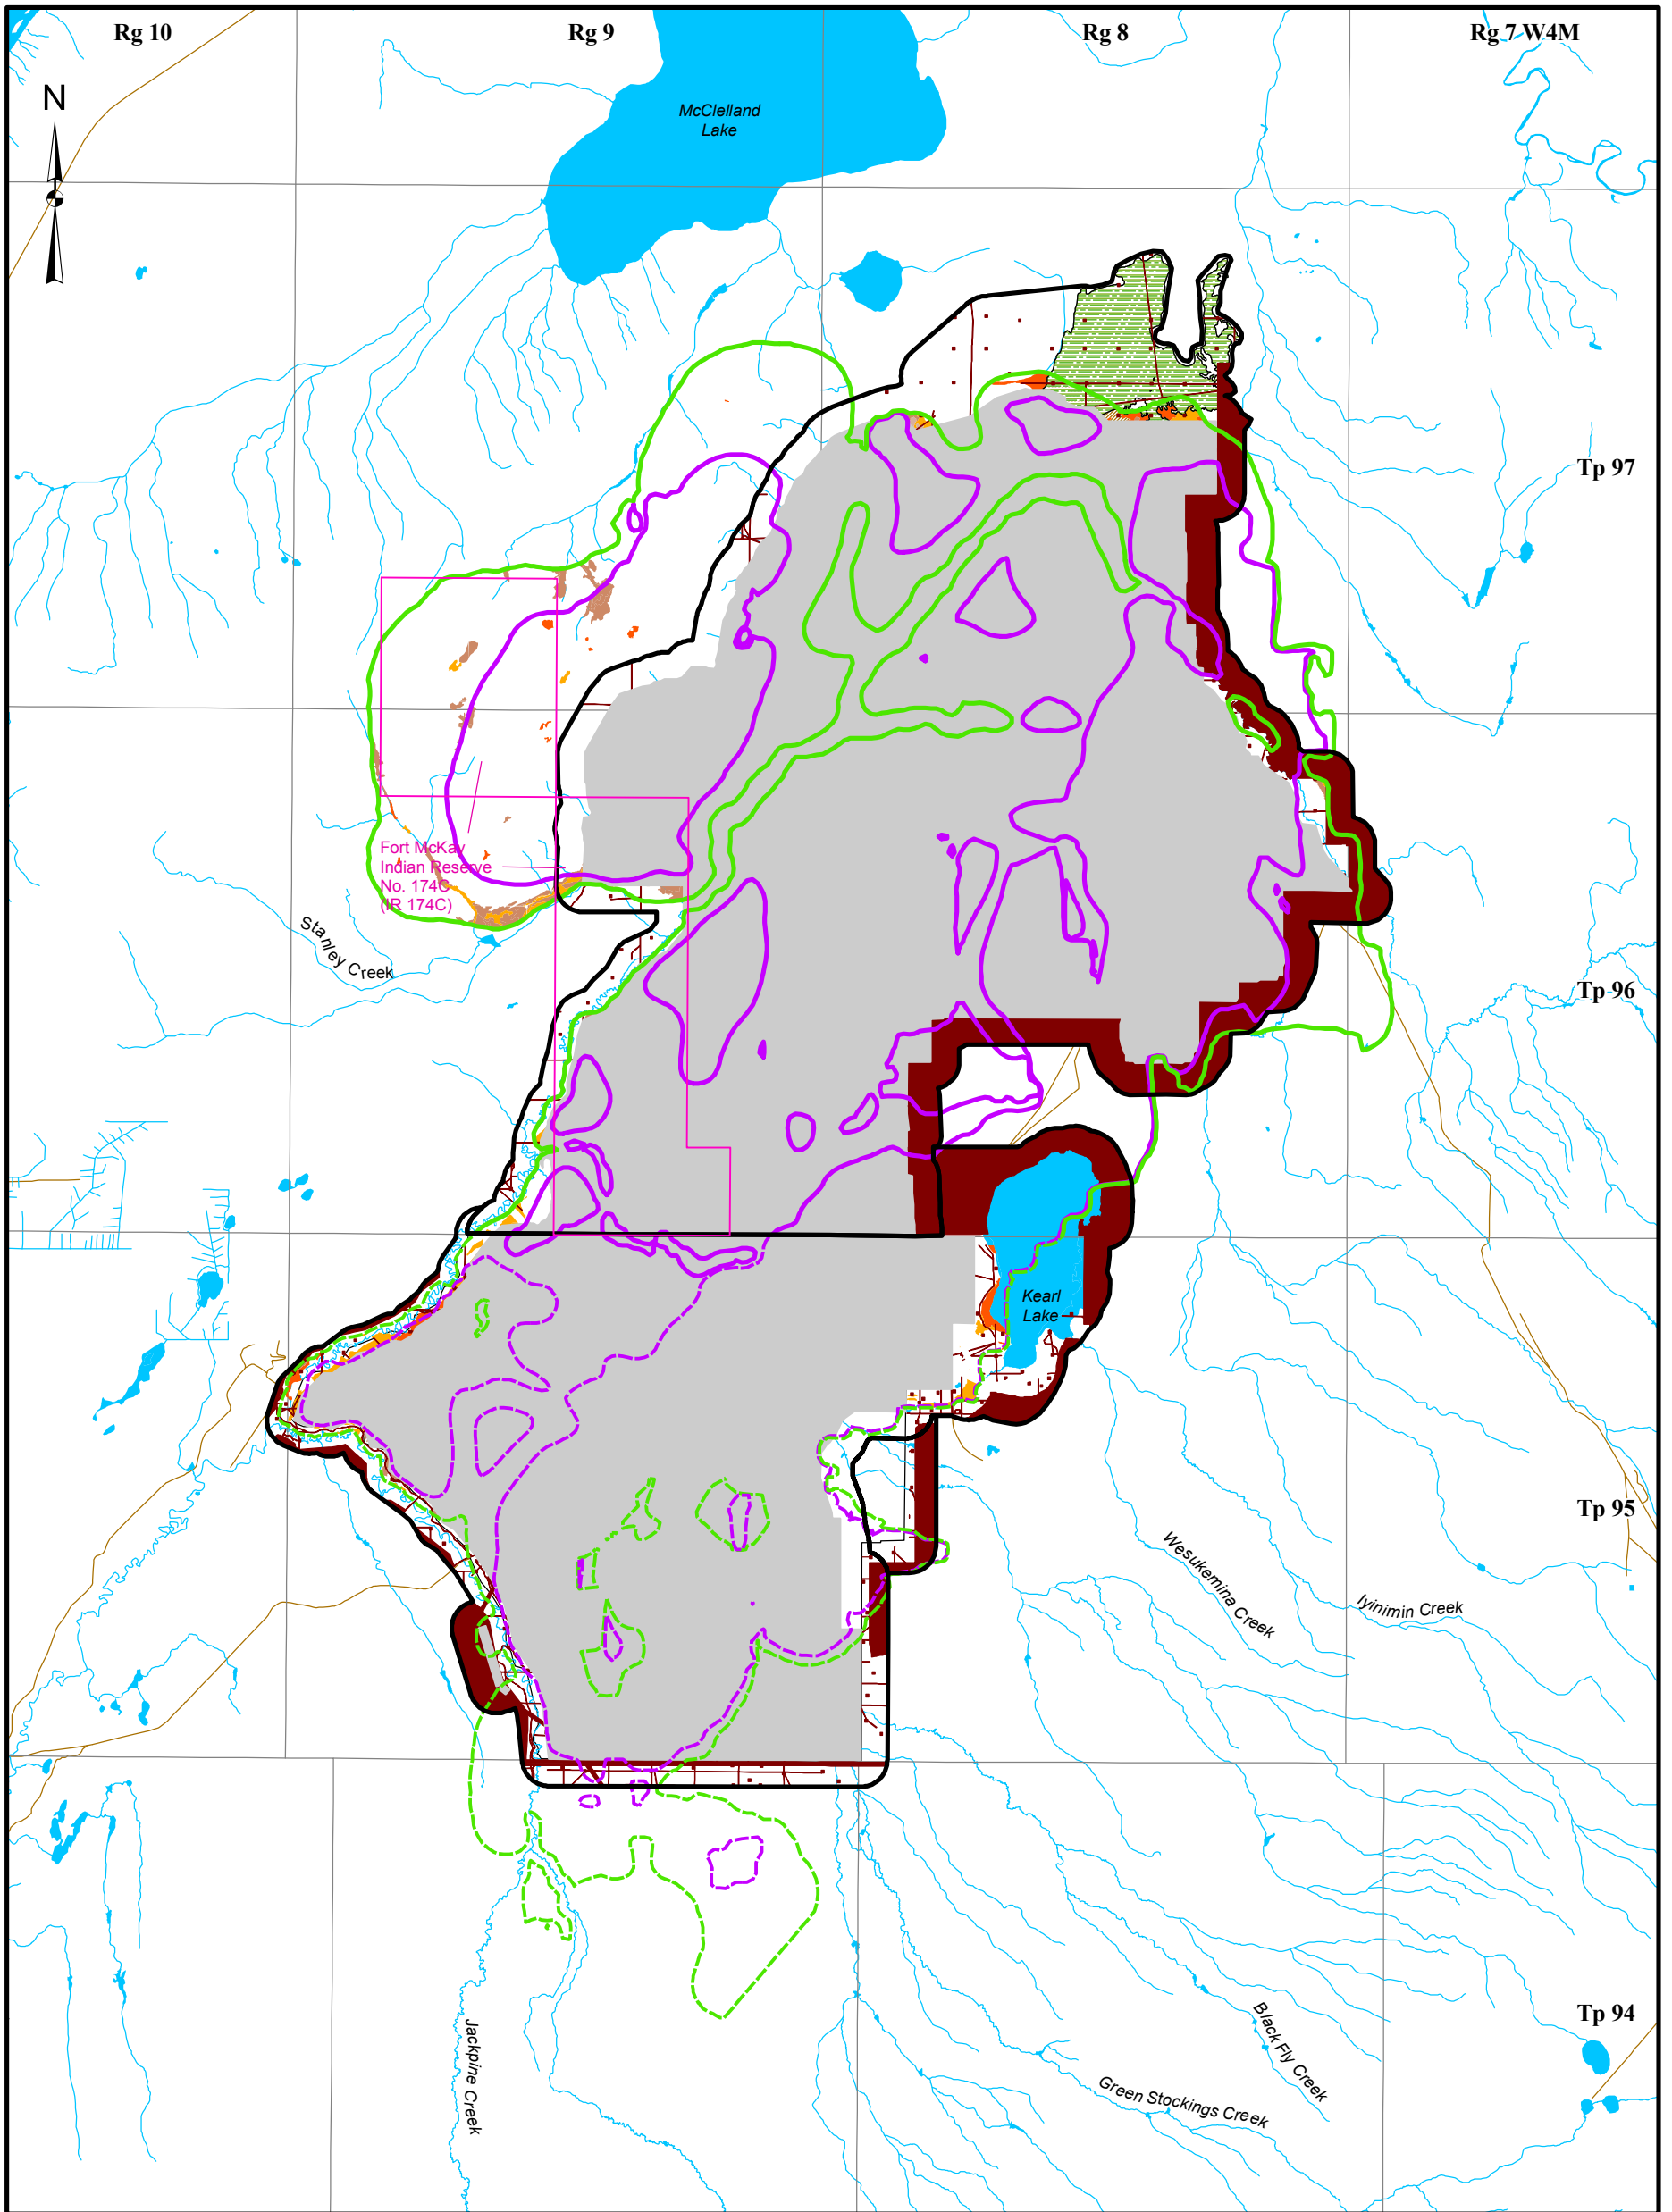 Rg 10
Rg 9
Rg 8
Rg 7 W4M
N
McClelland
Lake
Tp 97
Fort McKay
Indian Reserve
No. 174C
(IR 174C)
Stanley Creek
Tp 96
Kearl
Lake
Tp 95
Wesukemina Creek
Iyinimin Creek
Tp 94
Black Fly Creek
Jackpine Creek
Green Stockings Creek